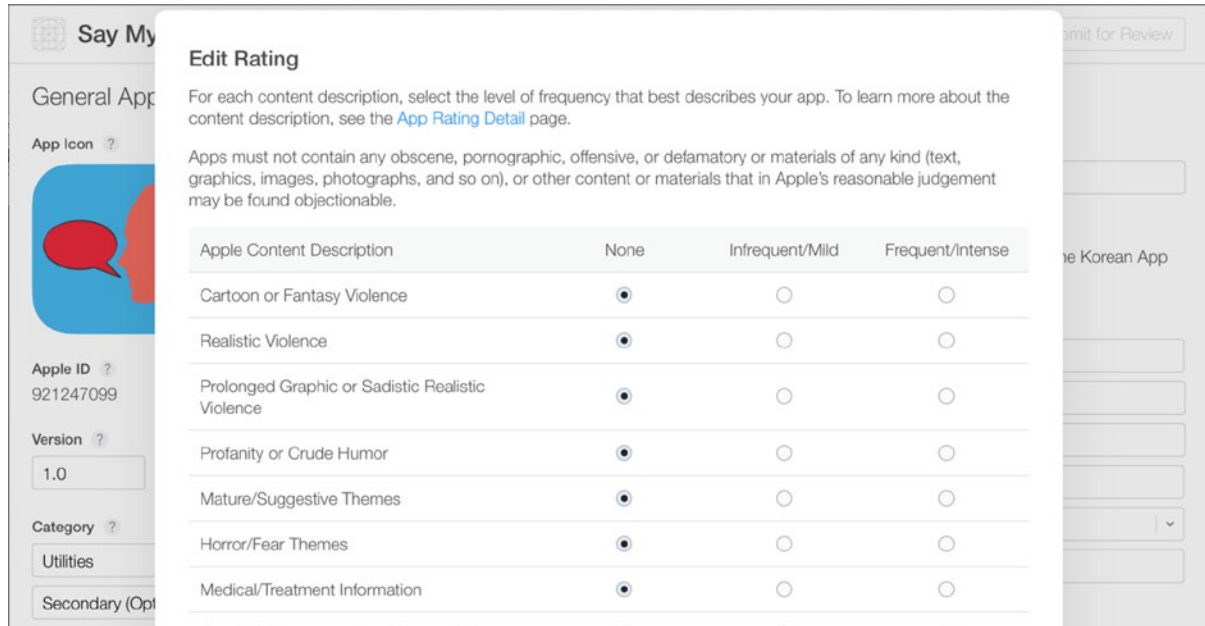 Say My
Submit for Review
Edit Rating
For each content description, select the level of frequency that best describes your app. To learn more about the
content description, see the App Rating Detail page.
Apps must not contain any obscene, pornographic, offensive, or defamatory or materials of any kind (text,
graphics, images, photographs, and so on), or other content or materials that in Apple's reasonable judgement
may be found objectionable.
General App
App Icon ?
Apple Content Description None Infrequent/Mild Frequent/Intense
Korean App
Cartoon or Fantasy Violence
Realistic Violence
Apple ID ?
921247099
Prolonged Graphic or Sadistic Realistic
Violence
Version ?
1.0
Profanity or Crude Humor
Mature/Suggestive Themes
Category ?
Utilities
Horror/Fear Themes
Medical/Treatment Information
Secondary (Opt